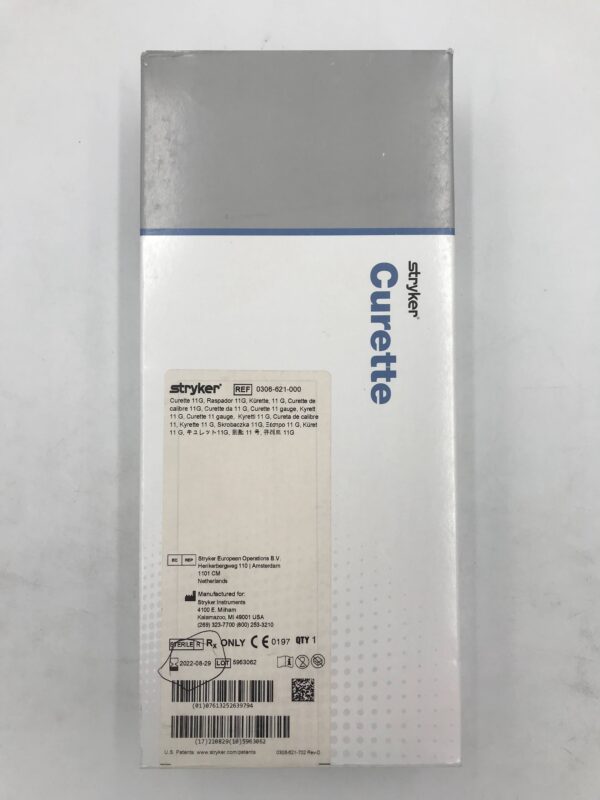 stryker
Curette
stryker REF 0306-621-000
Curette 11G, Raspador 11G, Kürette, 11 G, Curette de
calibre 11G, Curette da 11 G, Curette 11 gauge, Kyrett
11 G, Curette 11 gauge, Kyretti 11 G, Cureta de calibre
11, Kyrette 11 G, Skrobaczka 11G, 11 G, Küret
11 G, キュレット11G, 刮匙 11 号, 큐레트 11G
EC REP Stryker European Operations B.V.
Herikerbergweg 110 | Amsterdam
1101 CM
Netherlands
Manufactured for:
Stryker Instruments
4100 E. Milham
Kalamazoo, MI 49001 USA
(269) 323-7700 (800) 253-3210
STERILE R Rx ONLY CE 0197 QTY 1
2022-08-29 LOT 5963062
(01)07613252639794
(17)220829(10)5963062
U.S. Patents: www.stryker.com/patents 0306-621-702 Rev-D